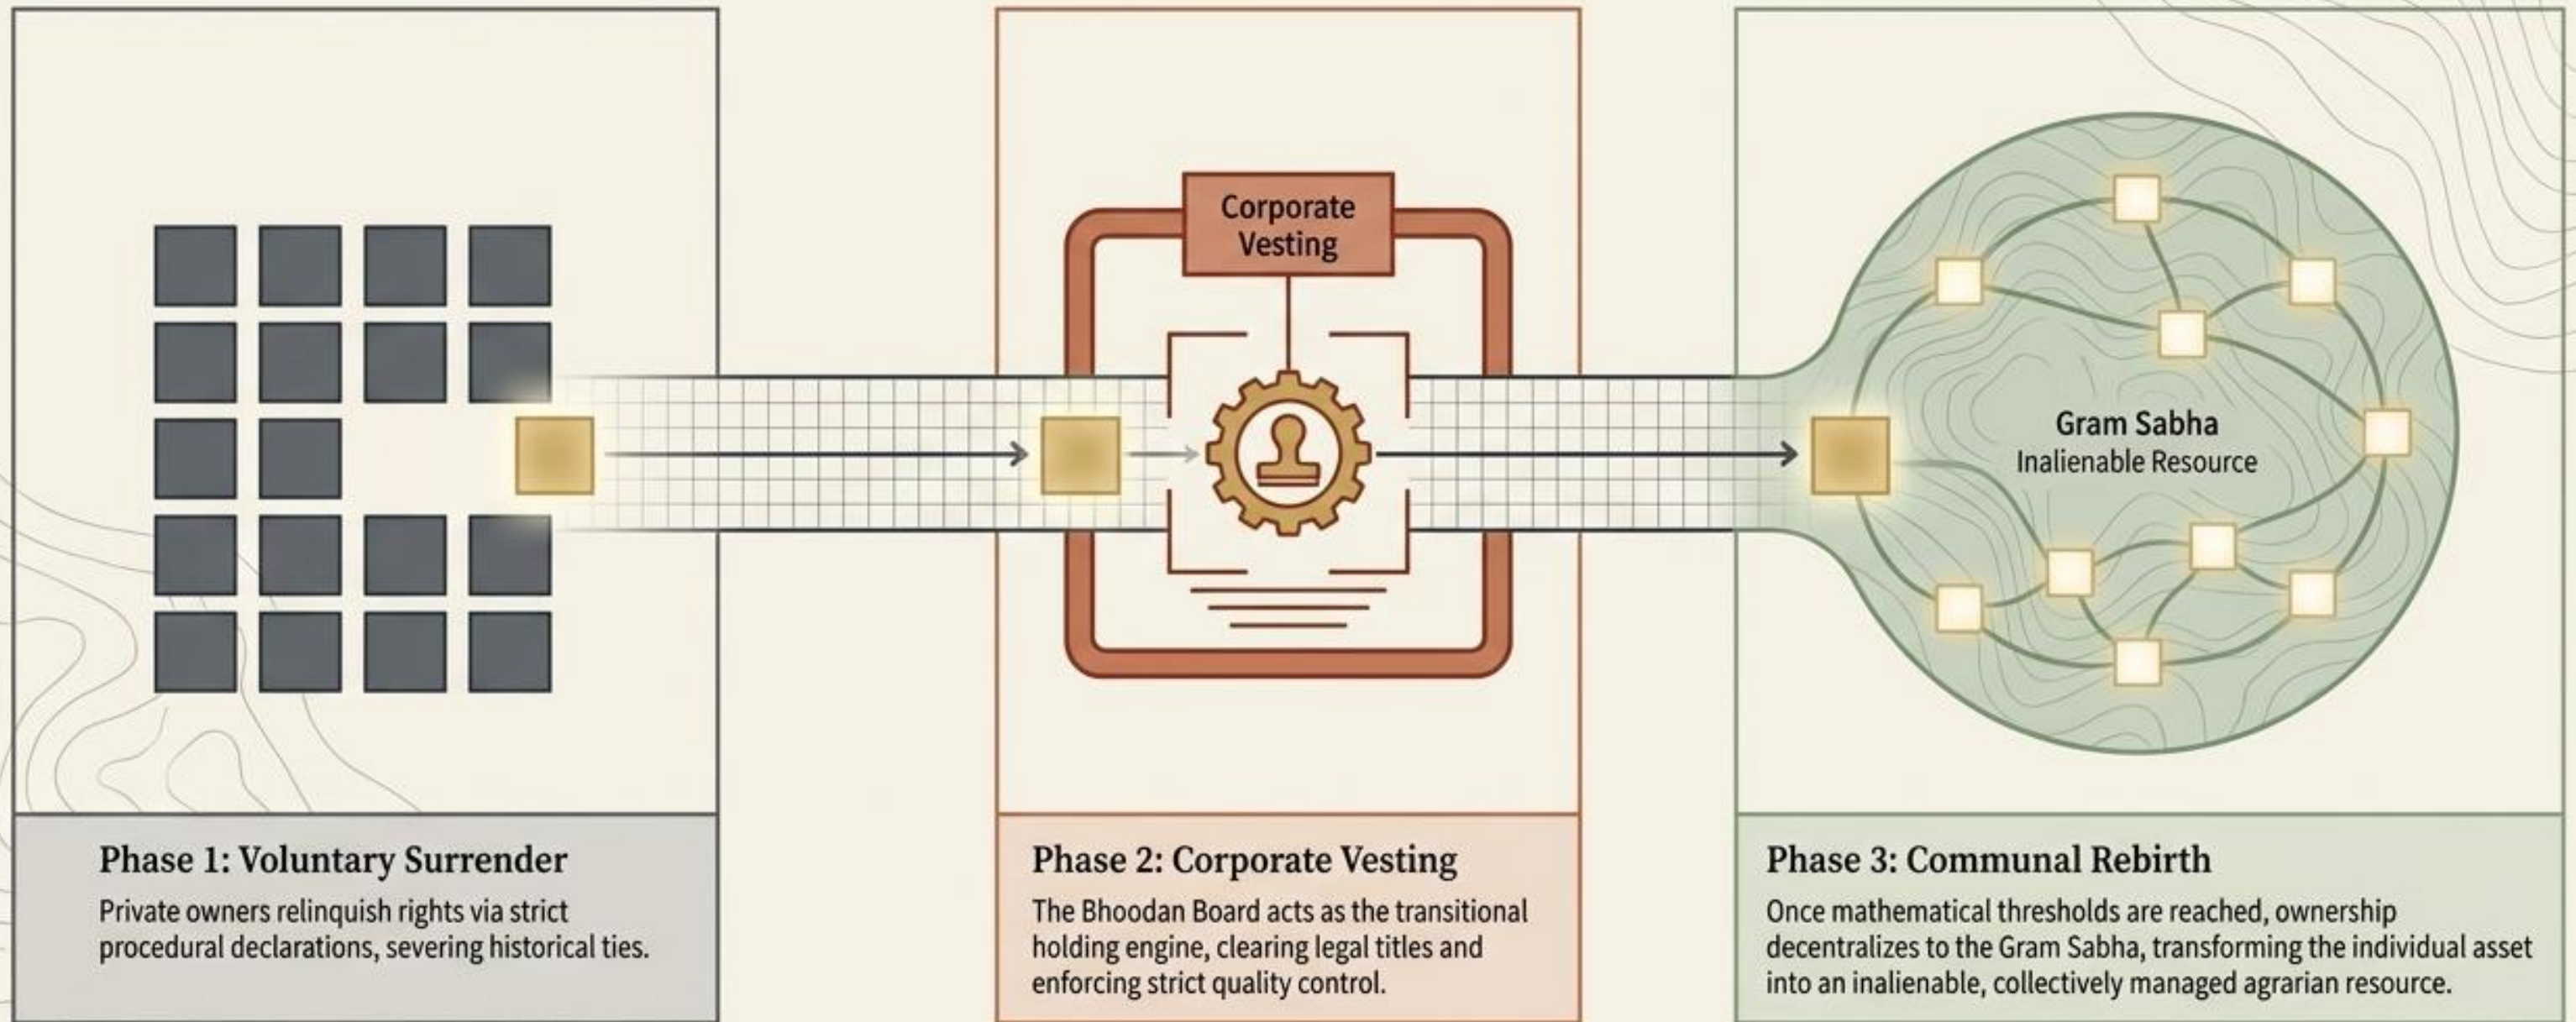 Corporate
Vesting
Gram Sabha
Inalienable Resource
Phase 1: Voluntary Surrender
Private owners relinquish rights via strict
procedural declarations, severing historical ties.
Phase 2: Corporate Vesting
The Bhoodan Board acts as the transitional
holding engine, clearing legal titles and
enforcing strict quality control.
Phase 3: Communal Rebirth
Once mathematical thresholds are reached, ownership
decentralizes to the Gram Sabha, transforming the individual asset
into an inalienable, collectively managed agrarian resource.